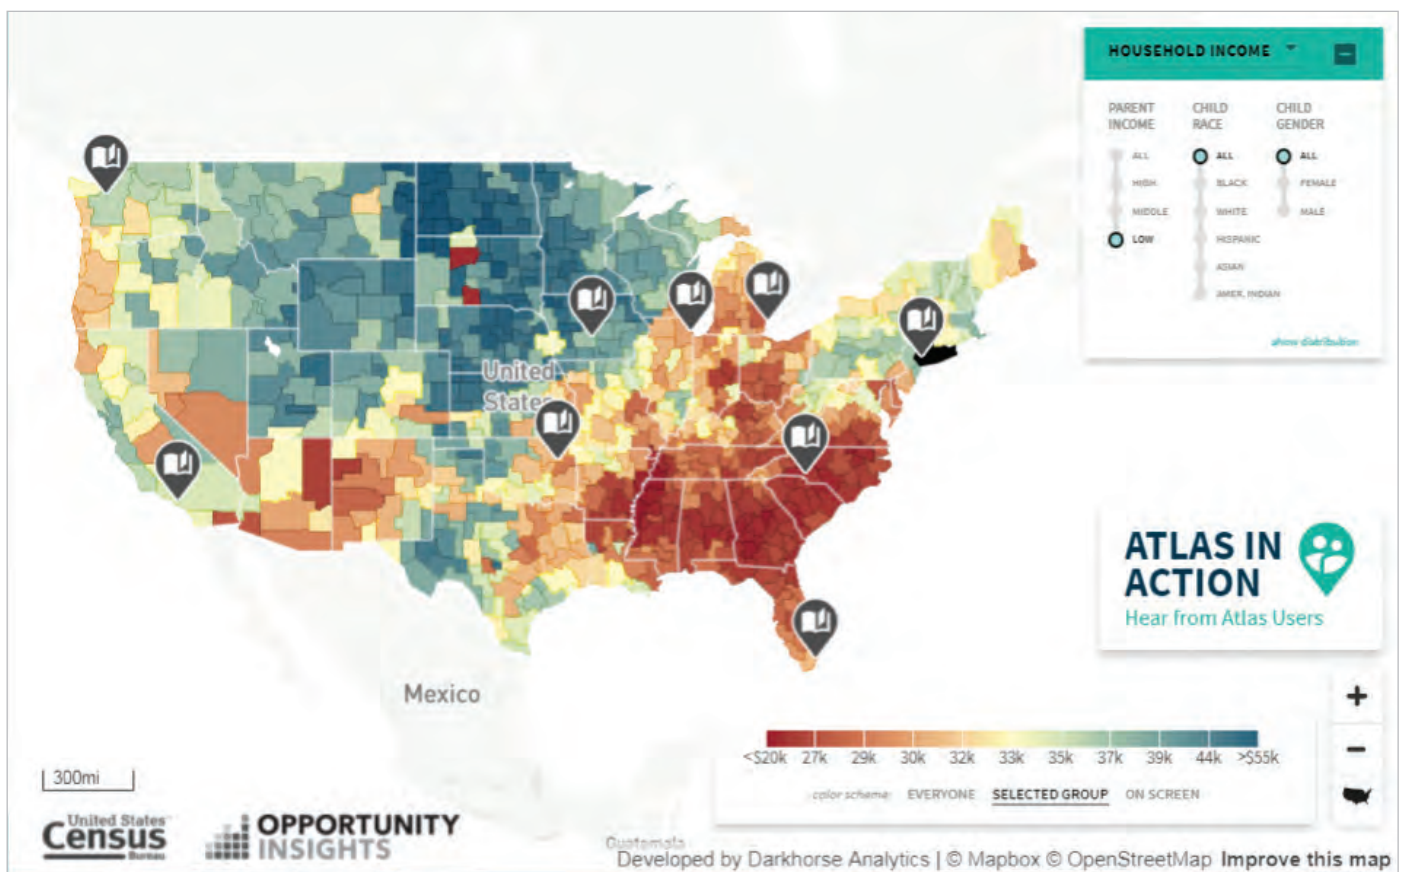 HOUSEHOLD INCOME
PARENT INCOME
CHILD RACE
CHILD GENDER
ALL
HIGH
MIDDLE
LOW
ALL
BLACK
WHITE
HISPANIC
ASIAN
AMER. INDIAN
ALL
FEMALE
MALE
show distribution
United
States
Mexico
ATLAS IN
ACTION
Hear from Atlas Users
+
−
<$20k 27k 29k 30k 32k 33k 35k 37k 39k 44k >$55k
color scheme: EVERYONE SELECTED GROUP ON SCREEN
300mi
United States
Census
Bureau
OPPORTUNITY
INSIGHTS
Guatemala
Developed by Darkhorse Analytics | © Mapbox © OpenStreetMap Improve this map